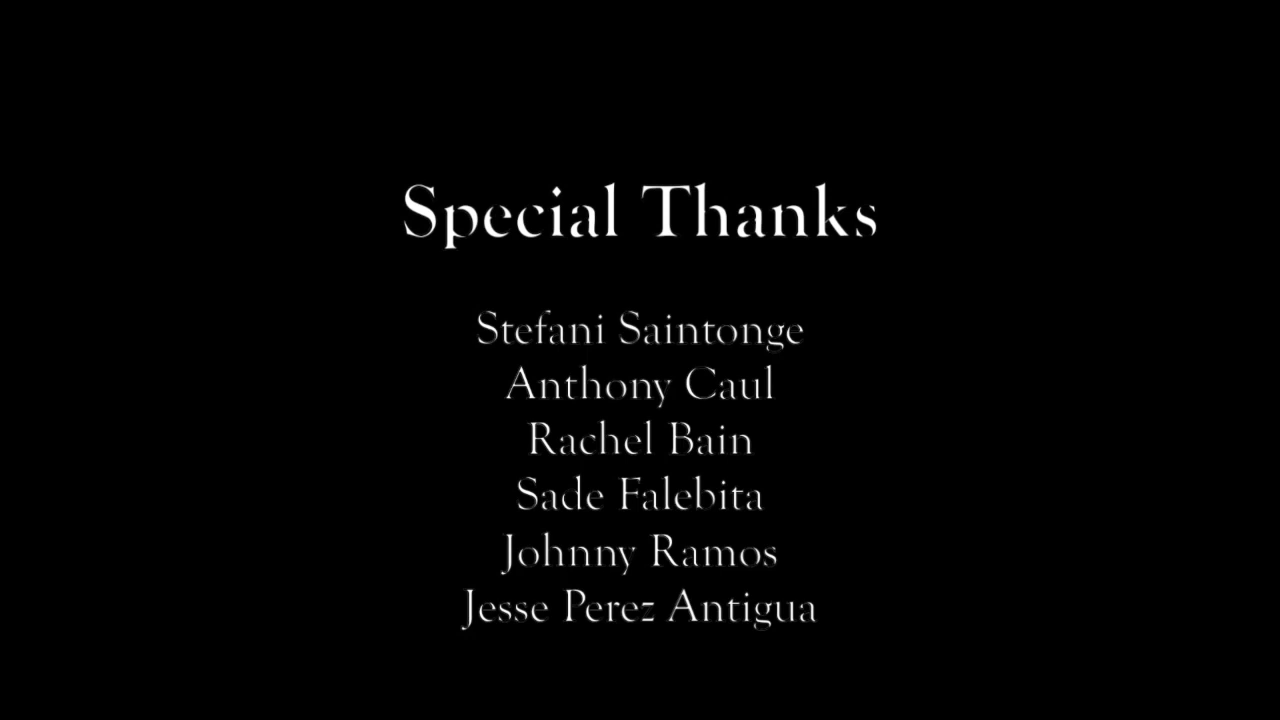 Special Thanks
Stefani Saintonge
Anthony Caul
Rachel Bain
Sade Falebita
Johnny Ramos
Jesse Perez Antigua